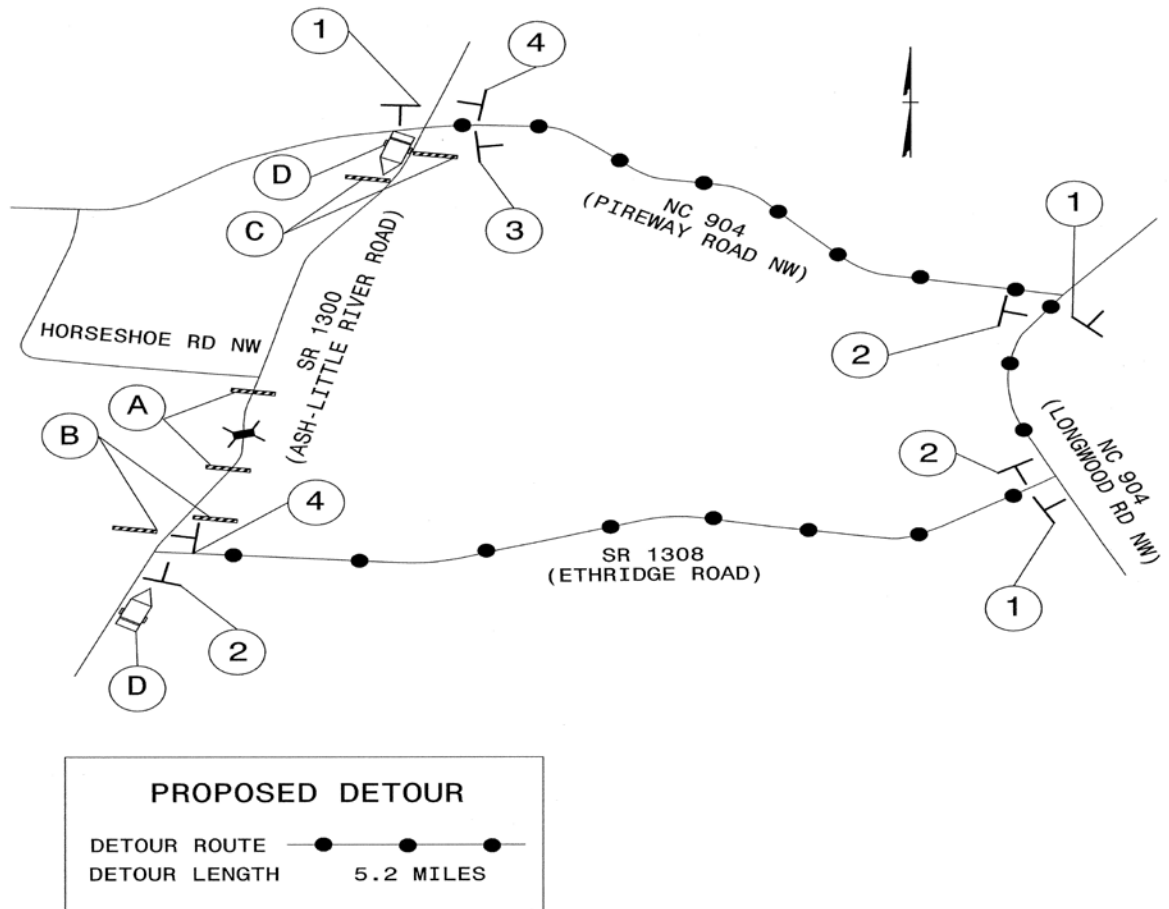 1
4
D
C
3
NC 904
(PIREWAY ROAD NW)
1
2
HORSESHOE RD NW
SR 1300
(ASH-LITTLE RIVER ROAD)
A
B
4
2
NC 904
(LONGWOOD RD NW)
SR 1308
(ETHRIDGE ROAD)
1
2
D
PROPOSED DETOUR
DETOUR ROUTE
DETOUR LENGTH 5.2 MILES